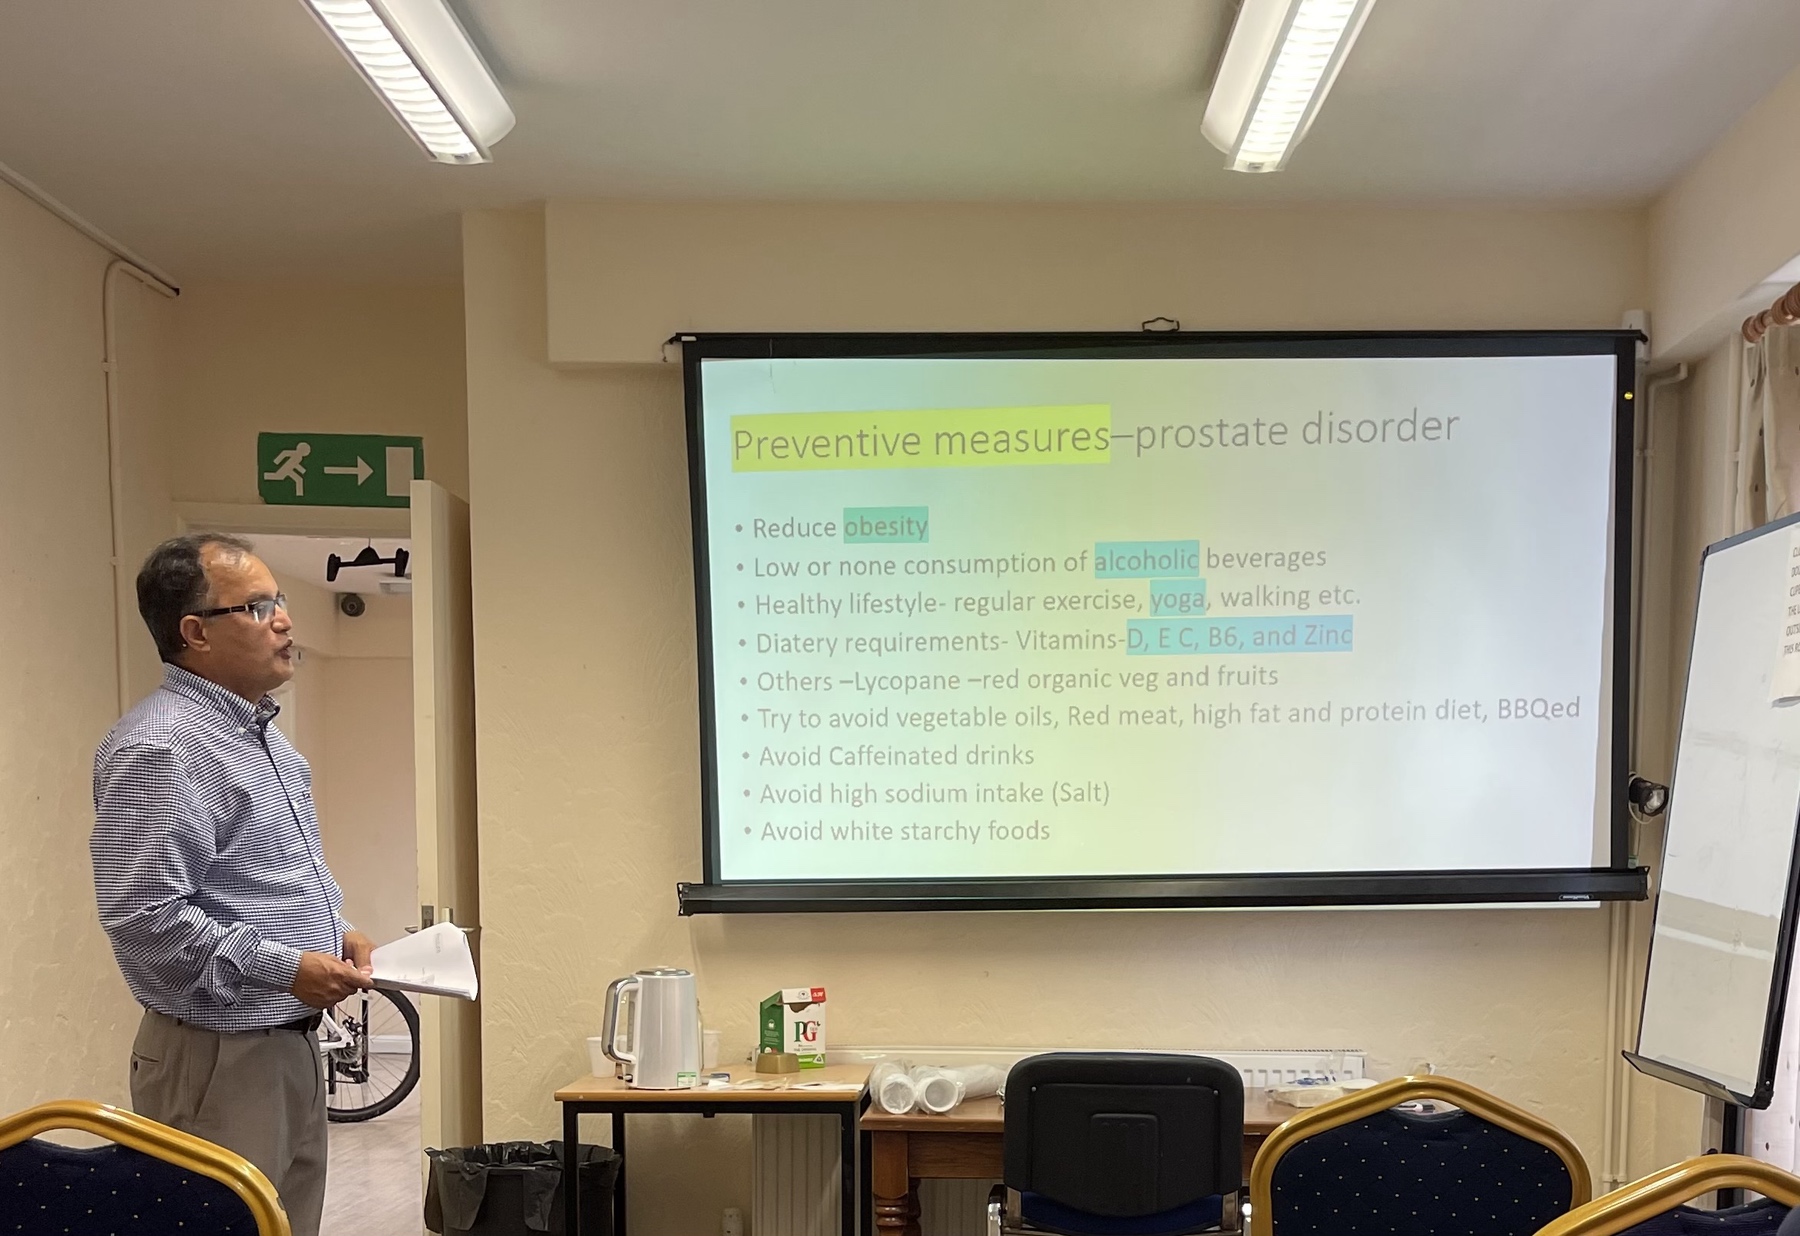 Preventive measures–prostate disorder
• Reduce obesity
• Low or none consumption of alcoholic beverages
• Healthy lifestyle- regular exercise, yoga, walking etc.
• Diatery requirements- Vitamins-D, E C, B6, and Zinc
• Others –Lycopane –red organic veg and fruits
• Try to avoid vegetable oils, Red meat, high fat and protein diet, BBQed
• Avoid Caffeinated drinks
• Avoid high sodium intake (Salt)
• Avoid white starchy foods
PG